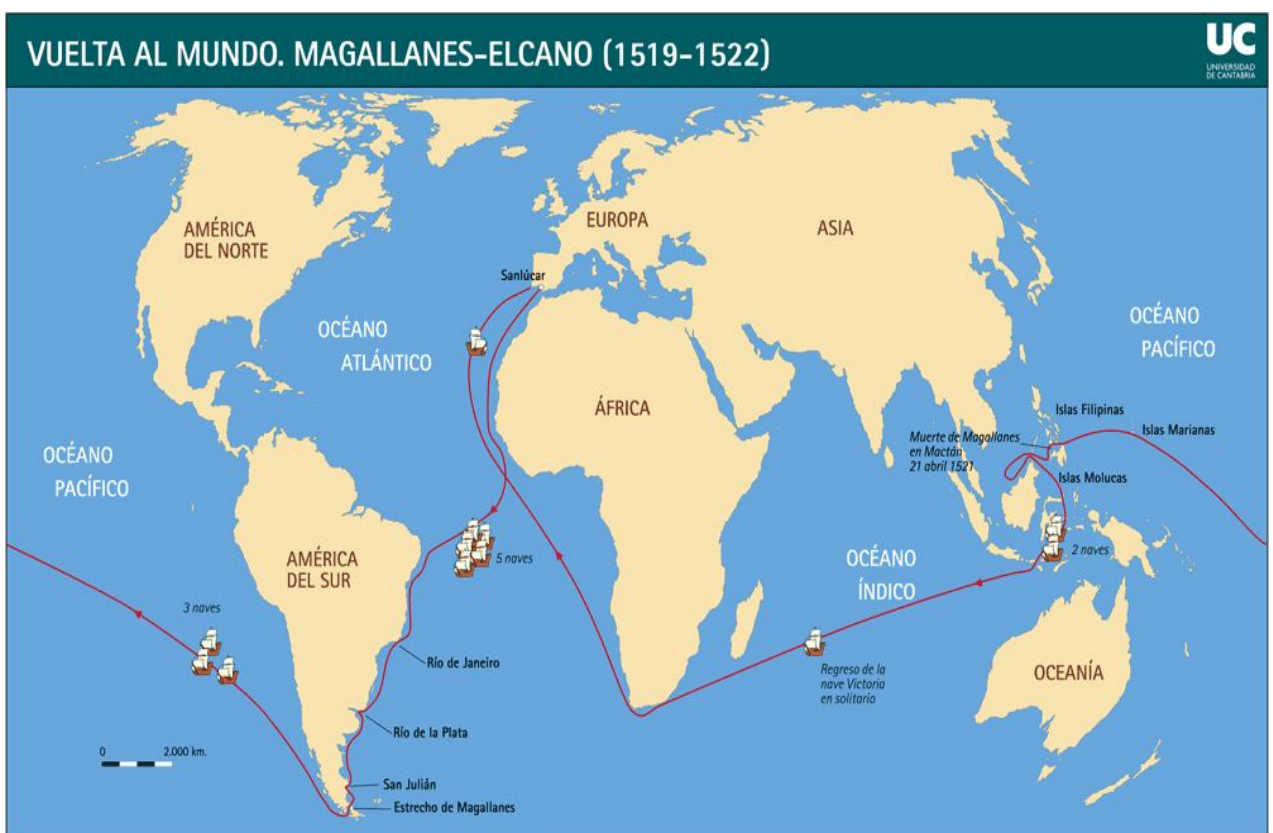 VUELTA AL MUNDO. MAGALLANES-ELCANO (1519-1522)
UC
UNIVERSIDAD
DE CANTABRIA
AMÉRICA
DEL NORTE
EUROPA
ASIA
Sanlúcar
OCÉANO
ATLÁNTICO
OCÉANO
PACÍFICO
ÁFRICA
Islas Filipinas
Islas Marianas
Muerte de Magallanes
en Mactán
21 abril 1521
Islas Molucas
OCÉANO
PACÍFICO
AMÉRICA
DEL SUR
5 naves
OCÉANO
ÍNDICO
2 naves
3 naves
Río de Janeiro
Regreso de la
nave Victoria
en solitario
OCEANÍA
Río de la Plata
0 2.000 km.
San Julián
Estrecho de Magallanes